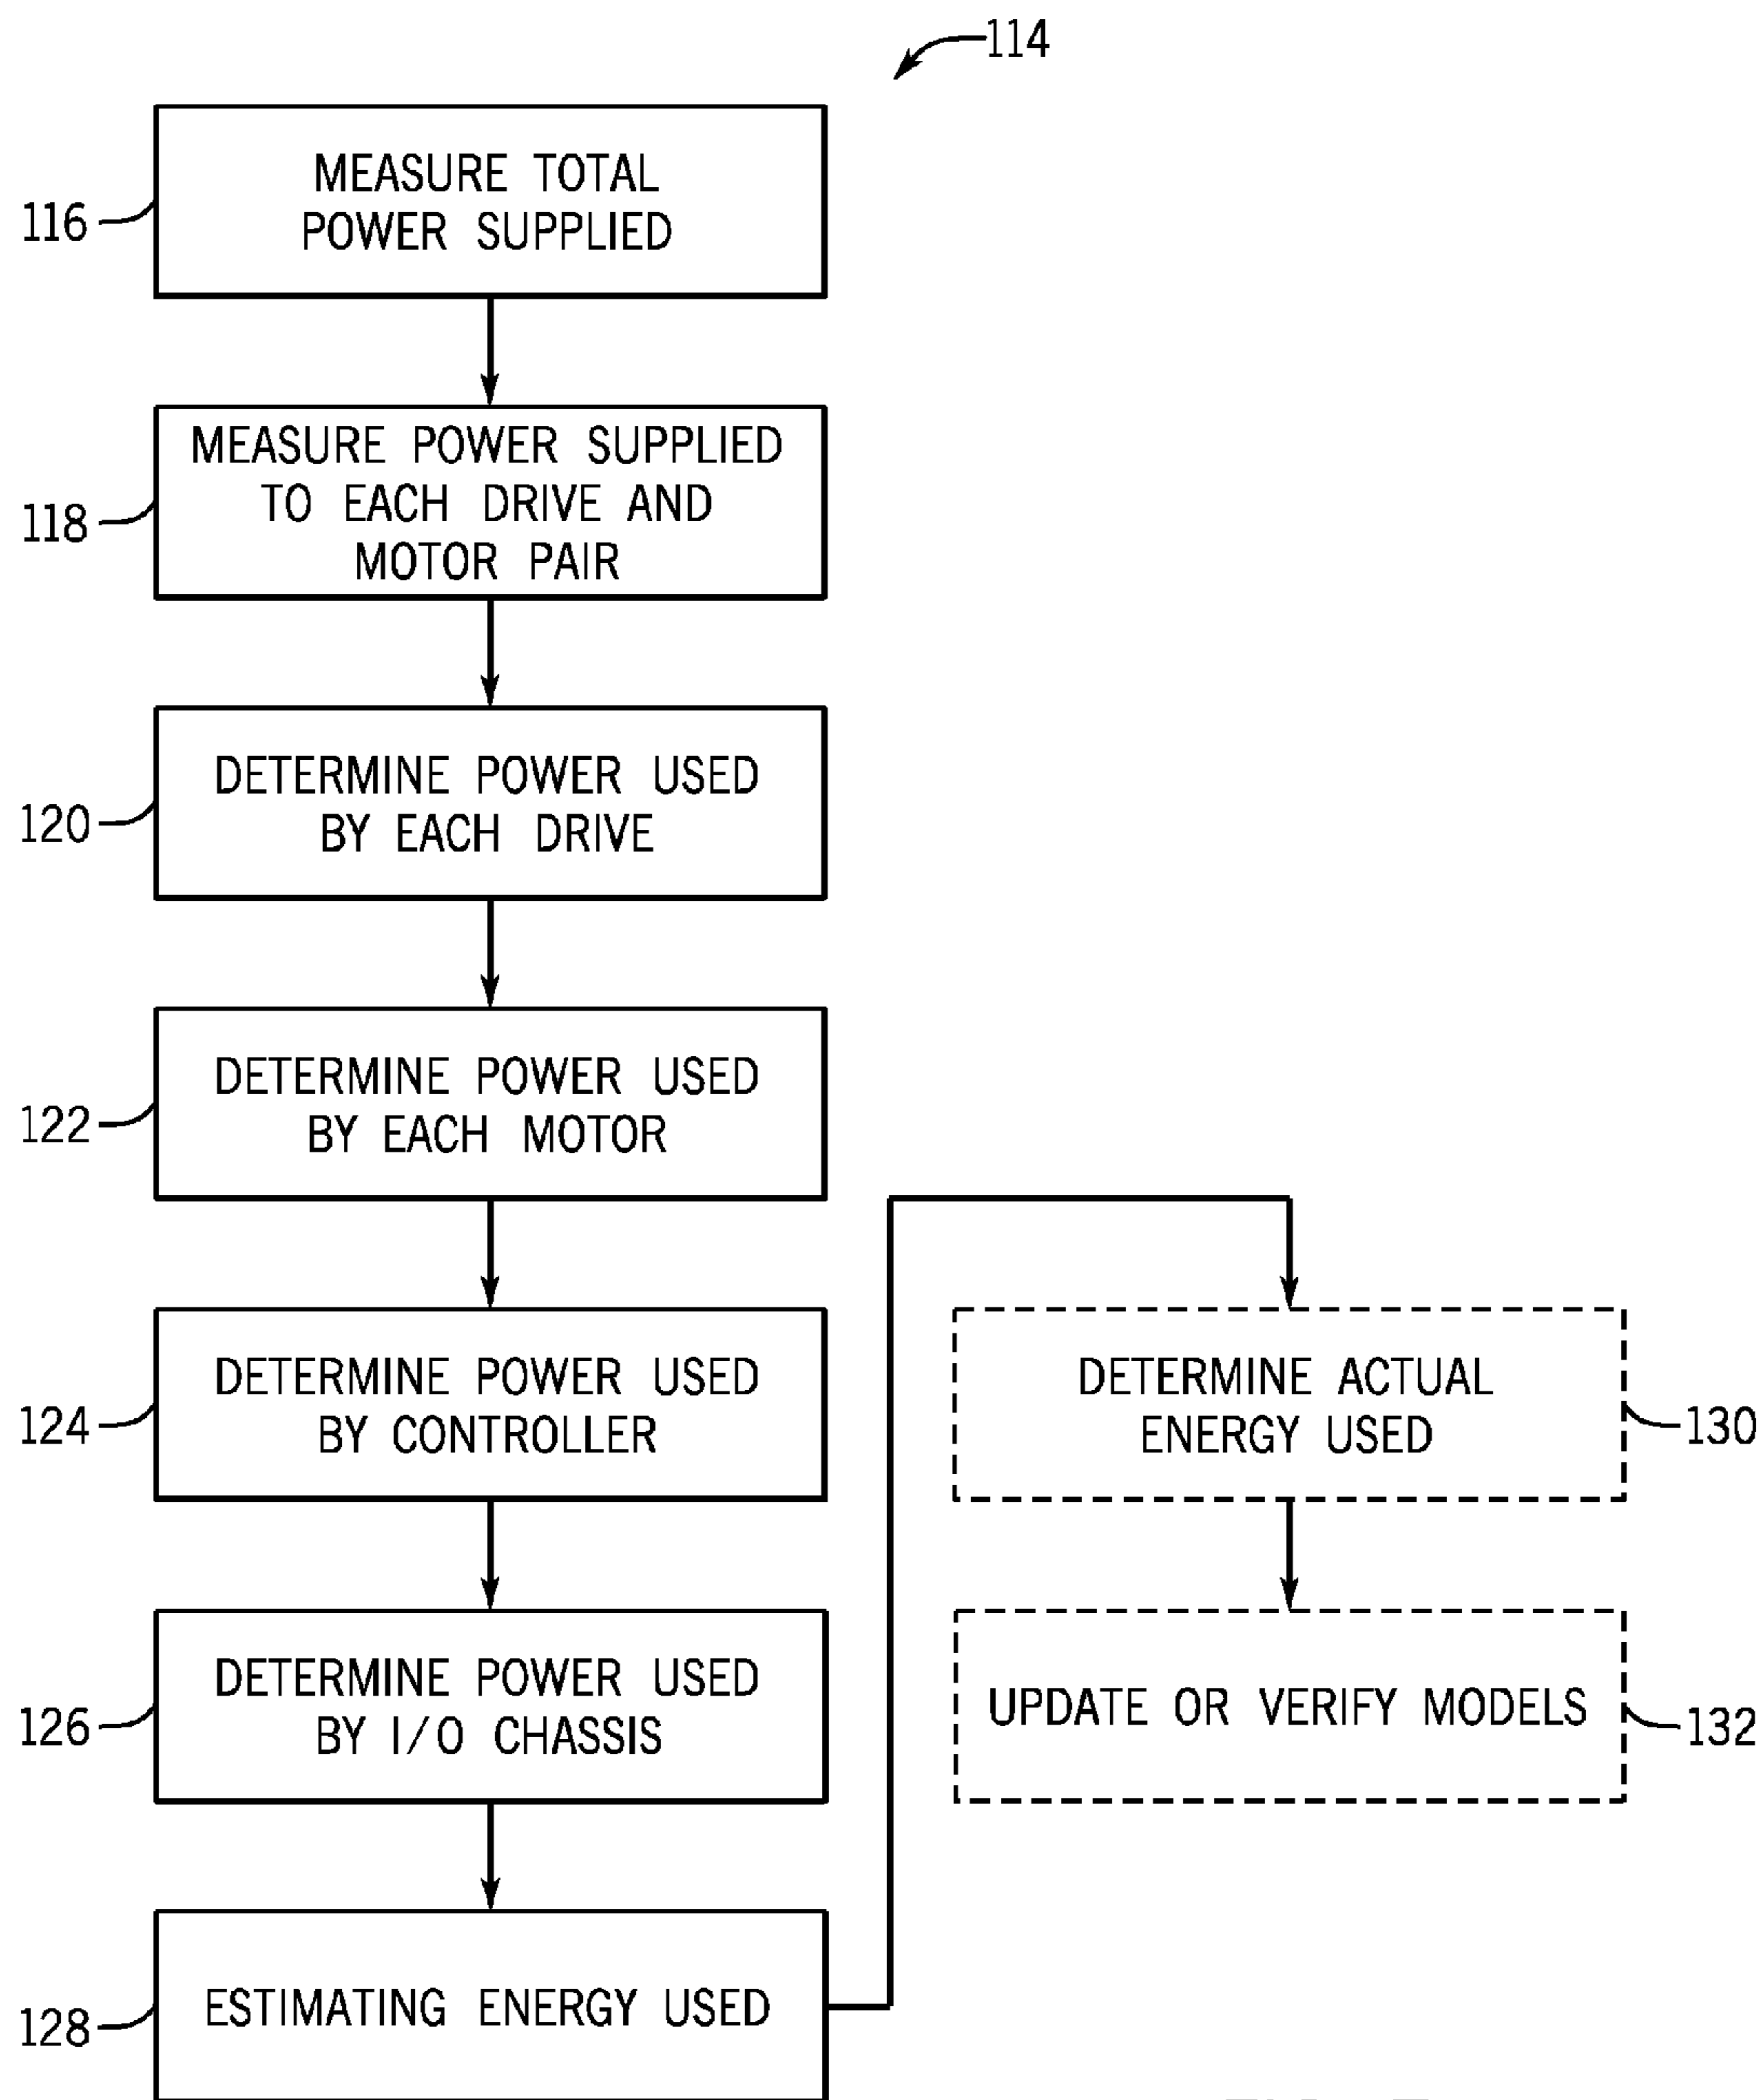 114
MEASURE TOTAL
POWER SUPPLIED
116
MEASURE POWER SUPPLIED
TO EACH DRIVE AND
MOTOR PAIR
118
DETERMINE POWER USED
BY EACH DRIVE
120
DETERMINE POWER USED
BY EACH MOTOR
122
DETERMINE POWER USED
BY CONTROLLER
124
DETERMINE POWER USED
BY I/O CHASSIS
126
ESTIMATING ENERGY USED
128
DETERMINE ACTUAL
ENERGY USED
130
UPDATE OR VERIFY MODELS
132